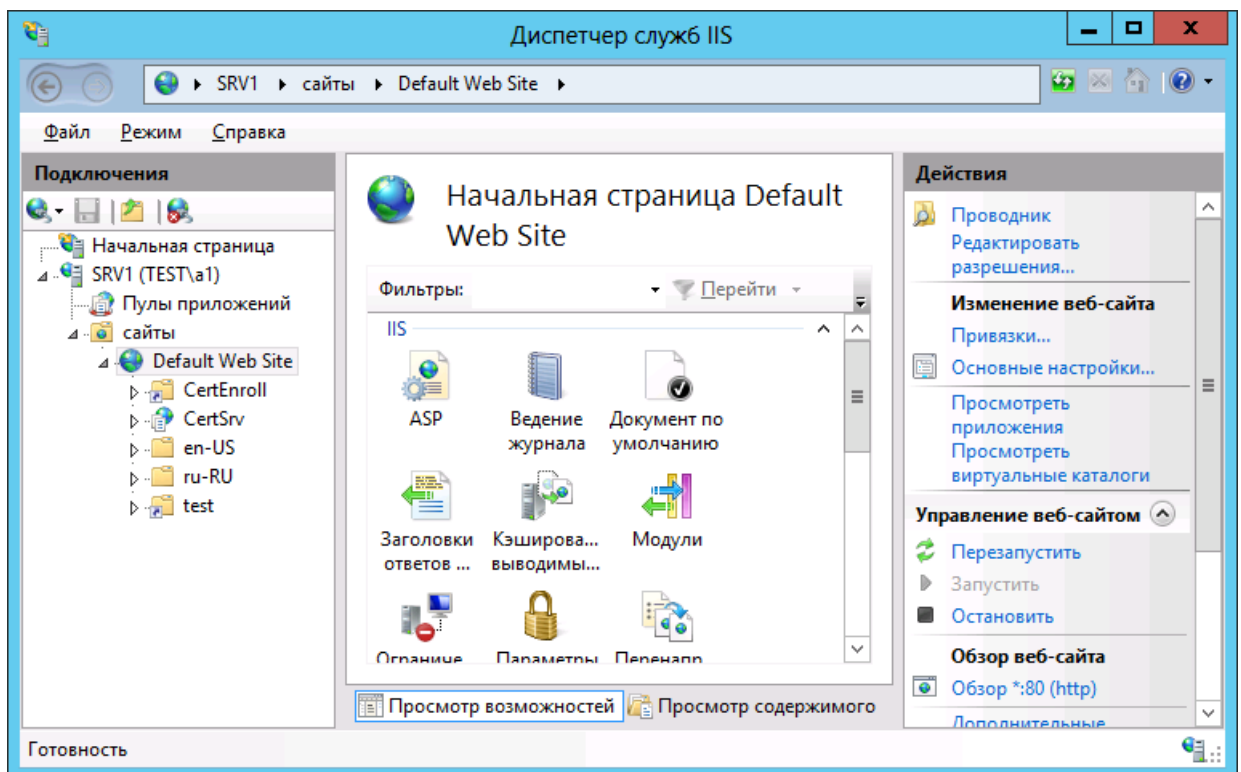 Диспетчер служб IIS
SRV1 сайты Default Web Site
Файл Режим Справка
Подключения
Начальная страница
SRV1 (TEST\a1)
Пулы приложений
сайты
Default Web Site
CertEnroll
CertSrv
en-US
ru-RU
test
Начальная страница Default
Web Site
Фильтры:
Перейти
IIS
ASP
Ведение
журнала
Документ по
умолчанию
Заголовки
ответов ...
Кэширова...
выводимы...
Модули
Ограниче
Параметры
Перенапр
Просмотр возможностей
Просмотр содержимого
Действия
Проводник
Редактировать
разрешения...
Изменение веб-сайта
Привязки...
Основные настройки...
Просмотреть
приложения
Просмотреть
виртуальные каталоги
Управление веб-сайтом
Перезапустить
Запустить
Остановить
Обзор веб-сайта
Обзор *:80 (http)
Дополнительные
Готовность